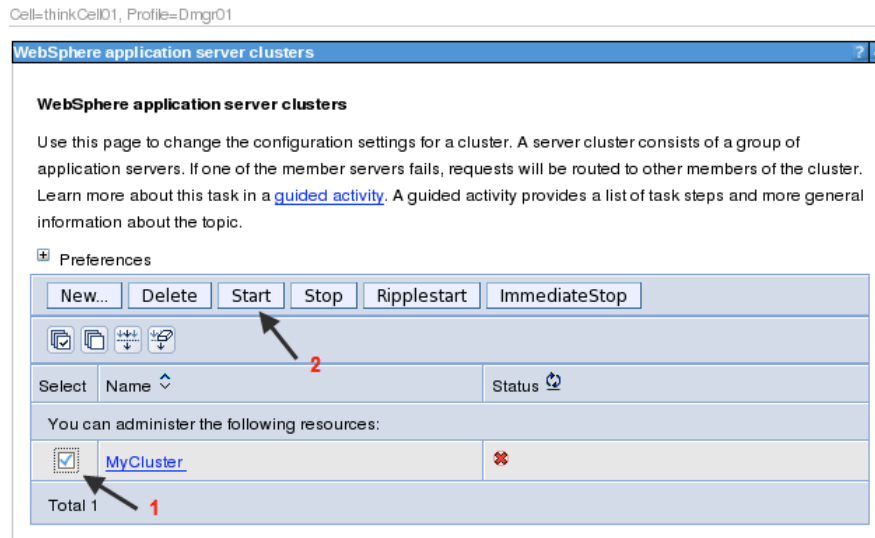 Cell=thinkCell01, Profile=Dmgr01
WebSphere application server clusters
?
WebSphere application server clusters
Use this page to change the configuration settings for a cluster. A server cluster consists of a group of
application servers. If one of the member servers fails, requests will be routed to other members of the cluster.
Learn more about this task in a guided activity. A guided activity provides a list of task steps and more general
information about the topic.
Preferences
New... Delete Start Stop Ripplestart ImmediateStop
2
Select Name Status
You can administer the following resources:
MyCluster
Total 1
1